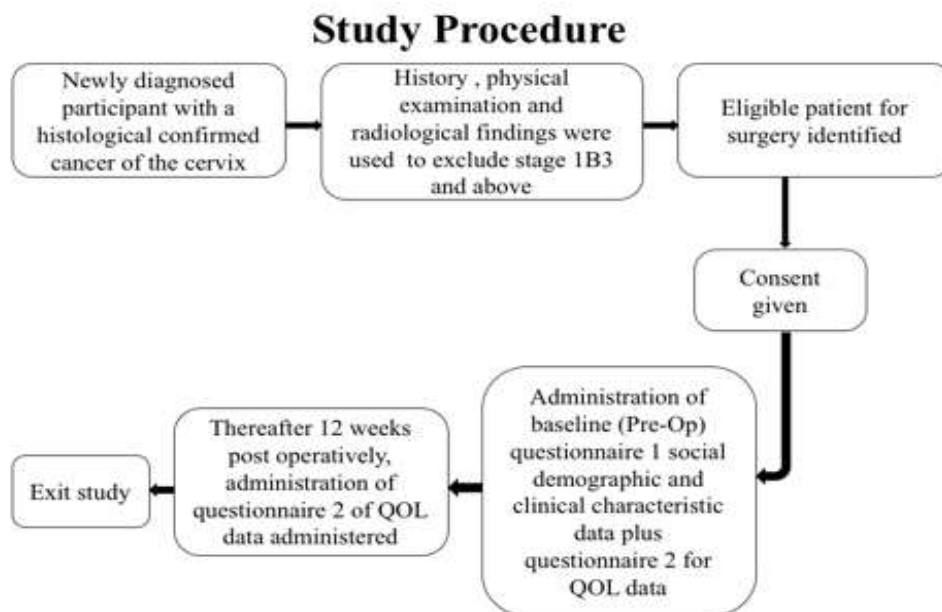 Study Procedure
Newly diagnosed
participant with a
histological confirmed
cancer of the cervix
History , physical
examination and
radiological findings were
used to exclude stage 1B3
and above
Eligible patient for
surgery identified
Consent
given
Administration of
baseline (Pre-Op)
questionnaire 1 social
demographic and
clinical characteristic
data plus
questionnaire 2 for
QOL data
Thereafter 12 weeks
post operatively,
administration of
questionnaire 2 of QOL
data administered
Exit study